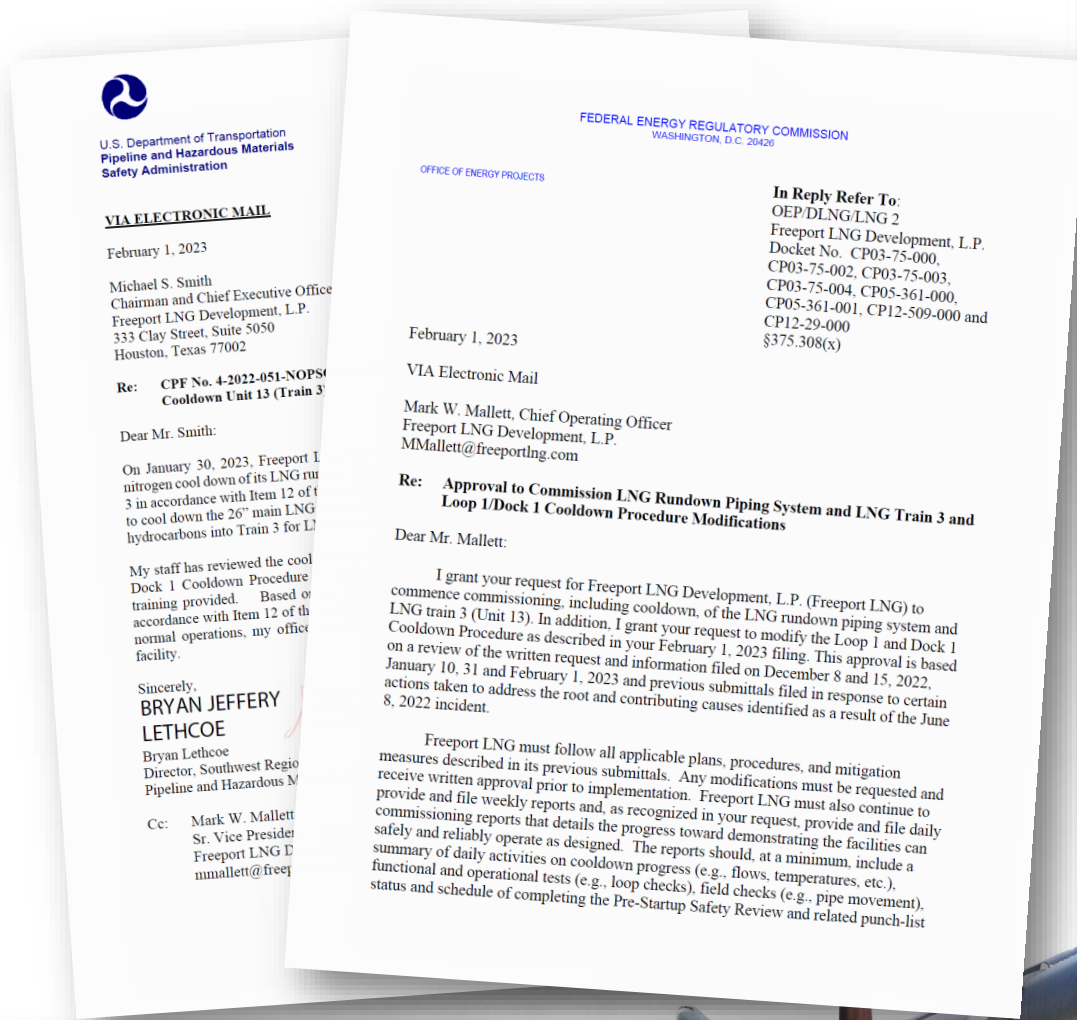 U.S. Department of Transportation
Pipeline and Hazardous Materials
Safety Administration
VIA ELECTRONIC MAIL
February 1, 2023
Michael S. Smith
Chairman and Chief Executive Office
Freeport LNG Development, L.P.
333 Clay Street, Suite 5050
Houston, Texas 77002
Re: CPF No. 4-2022-051-NOPS
Cooldown Unit 13 (Train 3)
Dear Mr. Smith:
On January 30, 2023, Freeport L
nitrogen cool down of its LNG
3 in accordance with Item 12 of
to cool down the 26” main LNG
hydrocarbons into Train 3 for
My staff has reviewed the cool
Dock 1 Cooldown Procedure
training provided. Based
accordance with Item 12 of
normal operations, my office
facility.
Sincerely,
BRYAN JEFFERY
LETHCOE
Bryan Lethcoe
Director, Southwest Regio
Pipeline and Hazardous M
Cc: Mark W. Mallett
Sr. Vice President
Freeport LNG D
mmallett@freep
FEDERAL ENERGY REGULATORY COMMISSION
WASHINGTON, D.C. 20426
OFFICE OF ENERGY PROJECTS
In Reply Refer To:
OEP/DLNG/LNG 2
Freeport LNG Development, L.P.
Docket No. CP03-75-000,
CP03-75-002, CP03-75-003,
CP03-75-004, CP05-361-000,
CP05-361-001, CP12-509-000 and
CP12-29-000
§375.308(x)
February 1, 2023
VIA Electronic Mail
Mark W. Mallett, Chief Operating Officer
Freeport LNG Development, L.P.
MMallett@freeportlng.com
Re: Approval to Commission LNG Rundown Piping System and LNG Train 3 and
Loop 1/Dock 1 Cooldown Procedure Modifications
Dear Mr. Mallett:
I grant your request for Freeport LNG Development, L.P. (Freeport LNG) to
commence commissioning, including cooldown, of the LNG rundown piping system and
LNG train 3 (Unit 13). In addition, I grant your request to modify the Loop 1 and Dock 1
Cooldown Procedure as described in your February 1, 2023 filing. This approval is based
on a review of the written request and information filed on December 8 and 15, 2022,
January 10, 31 and February 1, 2023 and previous submittals filed in response to certain
actions taken to address the root and contributing causes identified as a result of the June
8, 2022 incident.
Freeport LNG must follow all applicable plans, procedures, and mitigation
measures described in its previous submittals. Any modifications must be requested and
receive written approval prior to implementation. Freeport LNG must also continue to
provide and file weekly reports and, as recognized in your request, provide and file daily
commissioning reports that details the progress toward demonstrating the facilities can
safely and reliably operate as designed. The reports should, at a minimum, include a
summary of daily activities on cooldown progress (e.g., flows, temperatures, etc.),
functional and operational tests (e.g., loop checks), field checks (e.g., pipe movement),
status and schedule of completing the Pre-Startup Safety Review and related punch-list